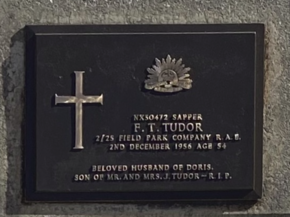 NX50472 SAPPER
F. T. TUDOR
2/25 FIELD PARK COMPANY R. A. E.
2ND DECEMBER 1956 AGE 54
BELOVED HUSBAND OF DORIS.
SON OF MR. AND MRS. J. TUDOR – R. I. P.